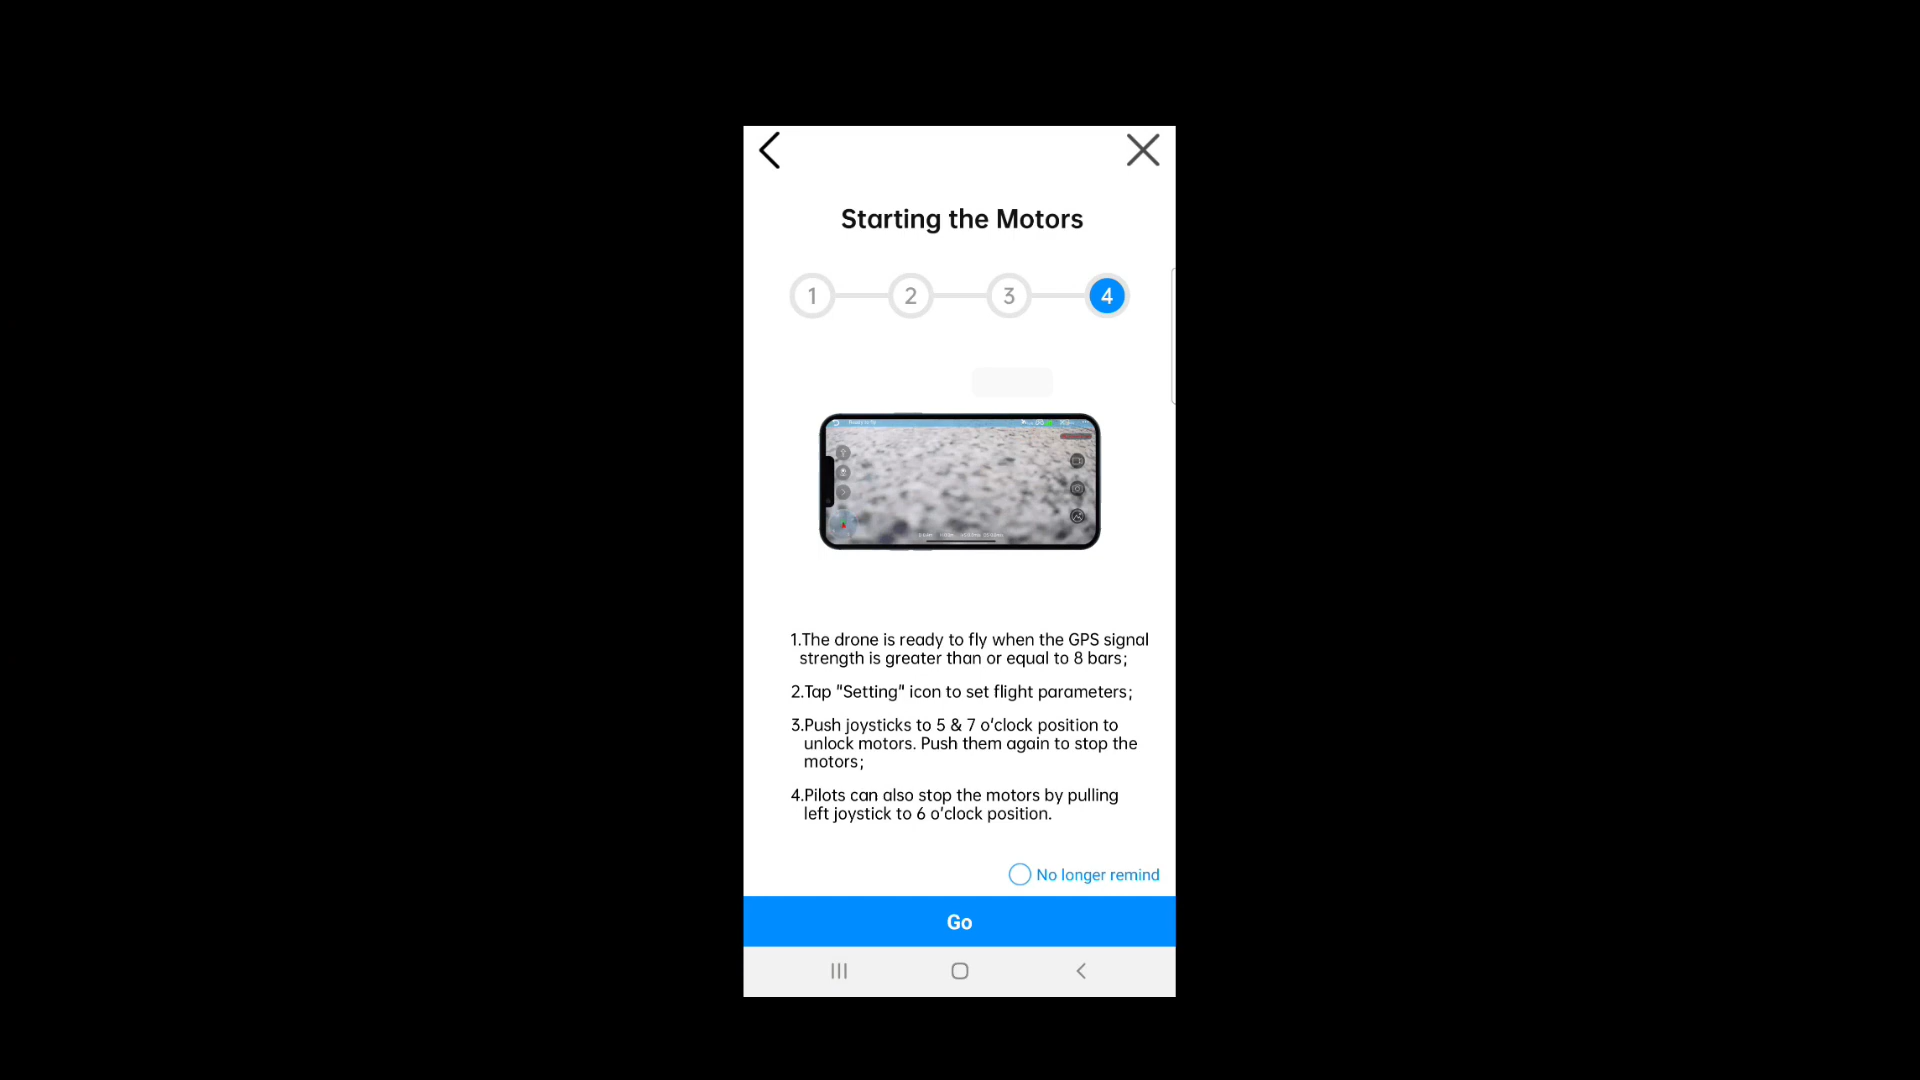 Starting the Motors
1 2 3 4
Ready to fly
1.The drone is ready to fly when the GPS signal
strength is greater than or equal to 8 bars;
2.Tap "Setting" icon to set flight parameters;
3.Push joysticks to 5 & 7 o'clock position to
unlock motors. Push them again to stop the
motors;
4.Pilots can also stop the motors by pulling
left joystick to 6 o'clock position.
No longer remind
Go